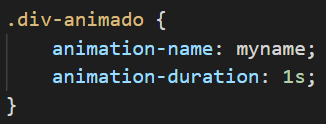 .div-animado {
    animation-name: myname;
    animation-duration: 1s;
}